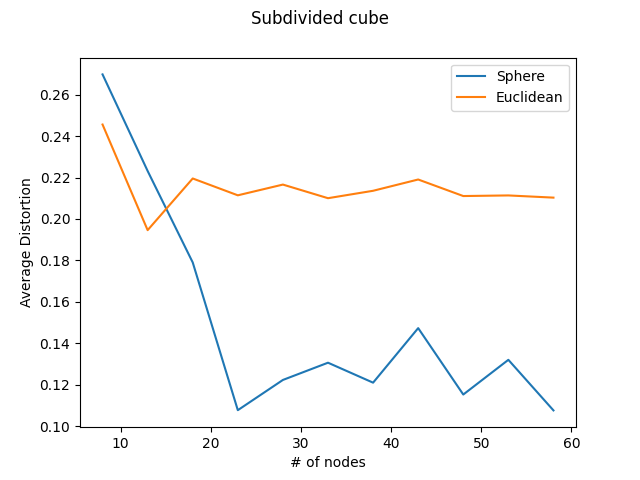 Subdivided cube
Sphere
Euclidean
0.26
0.24
0.22
0.20
0.18
0.16
0.14
0.12
0.10
Average Distortion
10 20 30 40 50 60
# of nodes